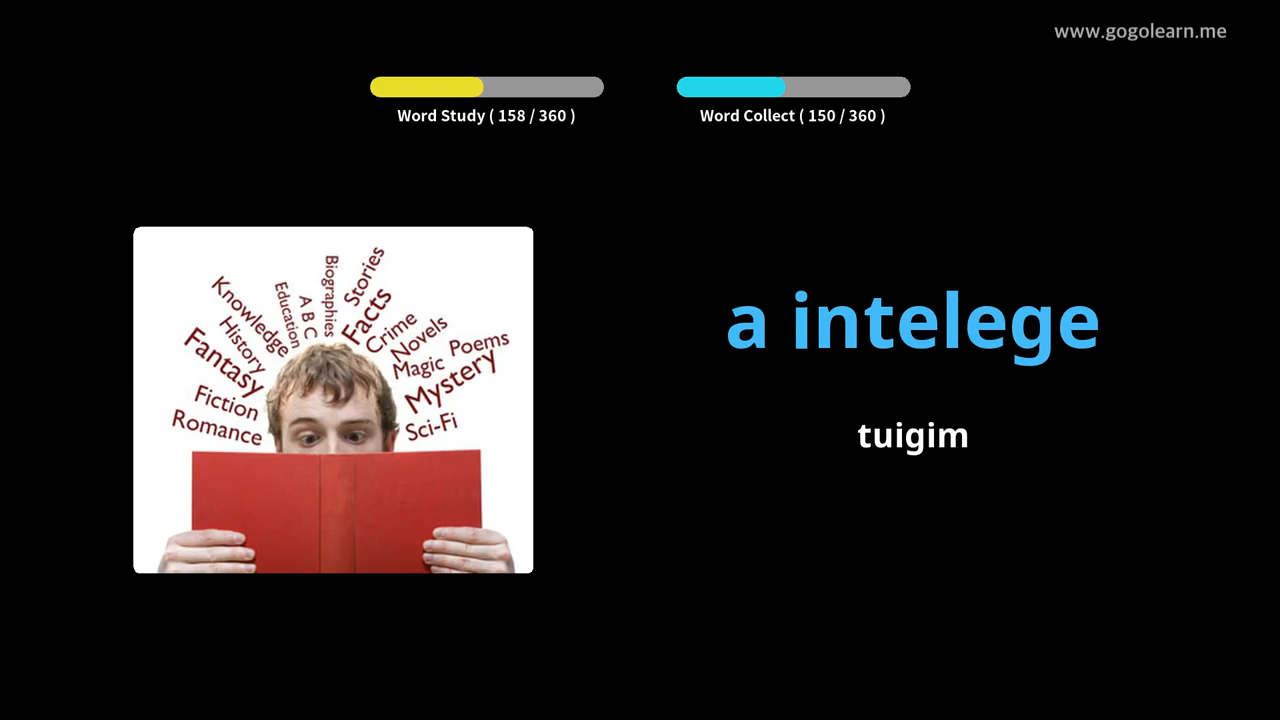 www.gogolearn.me
Word Study ( 158 / 360 )
Word Collect ( 150 / 360 )
Biographies
Stories
Knowledge
Education
A B C
Facts
Crime
History
Novels
Fantasy
Magic
Poems
Mystery
Fiction
Romance
Sci-Fi
a intelege
tuigim